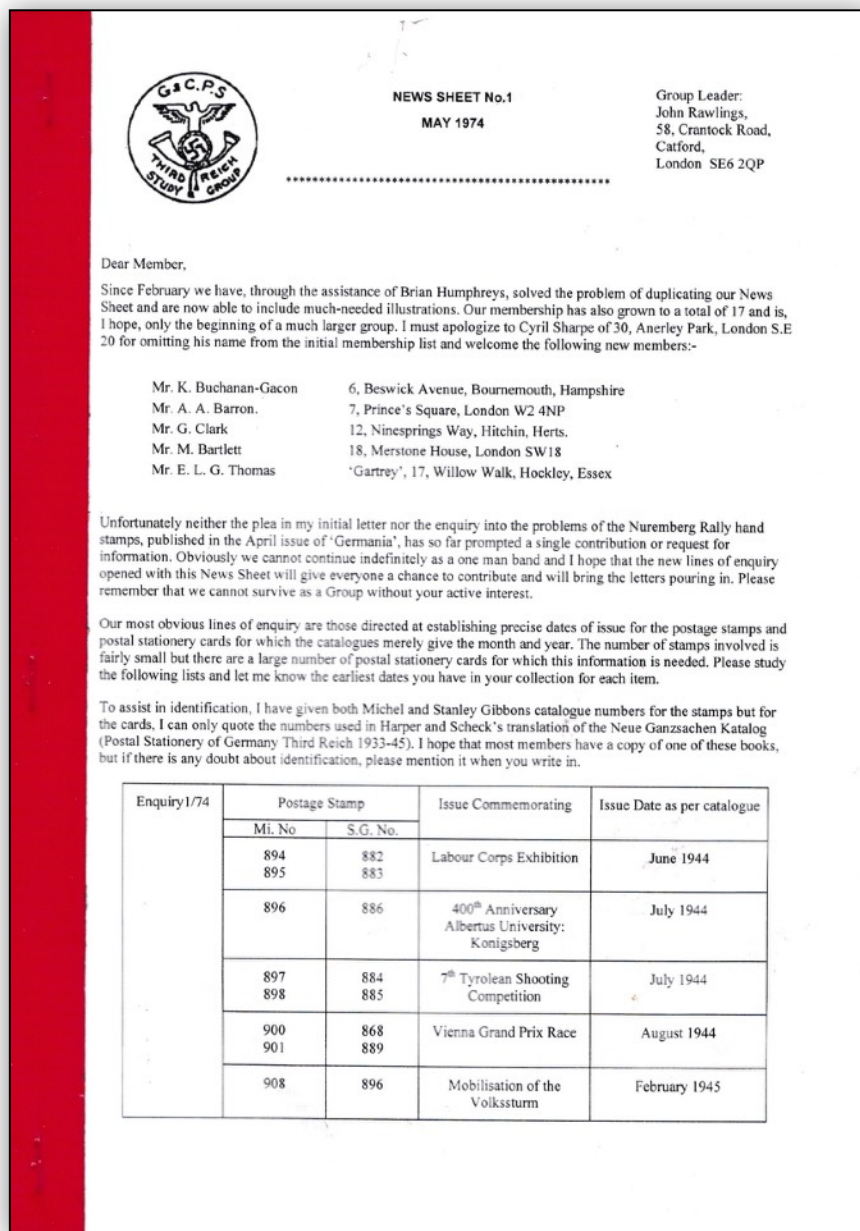 G & C.P.S
THIRD REICH
STUDY GROUP
NEWS SHEET No.1
MAY 1974
Group Leader:
John Rawlings,
58, Crantock Road,
Catford,
London SE6 2QP
**************************************************
Dear Member,
Since February we have, through the assistance of Brian Humphreys, solved the problem of duplicating our News
Sheet and are now able to include much-needed illustrations. Our membership has also grown to a total of 17 and is,
I hope, only the beginning of a much larger group. I must apologize to Cyril Sharpe of 30, Anerley Park, London S.E
20 for omitting his name from the initial membership list and welcome the following new members:-
Mr. K. Buchanan-Gacon 6, Beswick Avenue, Bournemouth, Hampshire
Mr. A. A. Barron. 7, Prince's Square, London W2 4NP
Mr. G. Clark 12, Ninesprings Way, Hitchin, Herts.
Mr. M. Bartlett 18, Merstone House, London SW18
Mr. E. L. G. Thomas 'Gartrey', 17, Willow Walk, Hockley, Essex
Unfortunately neither the plea in my initial letter nor the enquiry into the problems of the Nuremberg Rally hand
stamps, published in the April issue of 'Germania', has so far prompted a single contribution or request for
information. Obviously we cannot continue indefinitely as a one man band and I hope that the new lines of enquiry
opened with this News Sheet will give everyone a chance to contribute and will bring the letters pouring in. Please
remember that we cannot survive as a Group without your active interest.
Our most obvious lines of enquiry are those directed at establishing precise dates of issue for the postage stamps and
postal stationery cards for which the catalogues merely give the month and year. The number of stamps involved is
fairly small but there are a large number of postal stationery cards for which this information is needed. Please study
the following lists and let me know the earliest dates you have in your collection for each item.
To assist in identification, I have given both Michel and Stanley Gibbons catalogue numbers for the stamps but for
the cards, I can only quote the numbers used in Harper and Scheck's translation of the Neue Ganzsachen Katalog
(Postal Stationery of Germany Third Reich 1933-45). I hope that most members have a copy of one of these books,
but if there is any doubt about identification, please mention it when you write in.
Enquiry1/74 Postage Stamp Issue Commemorating Issue Date as per catalogue
Mi. No S.G. No.
894 882 Labour Corps Exhibition June 1944
895 883
896 886 400th Anniversary July 1944
Albertus University:
Konigsberg
897 884 7th Tyrolean Shooting July 1944
898 885 Competition
900 868 Vienna Grand Prix Race August 1944
901 889
908 896 Mobilisation of the February 1945
Volkssturm